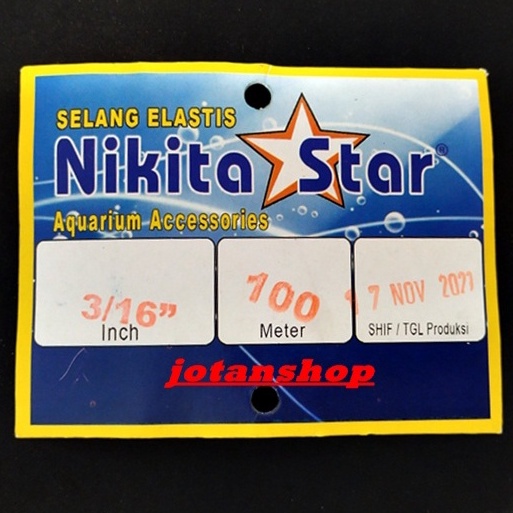 SELANG ELASTIS
Nikita Star®
Aquarium Accessories
3/16”
Inch
100
Meter
17 NOV 2021
SHIF / TGL Produksi
jotanshop